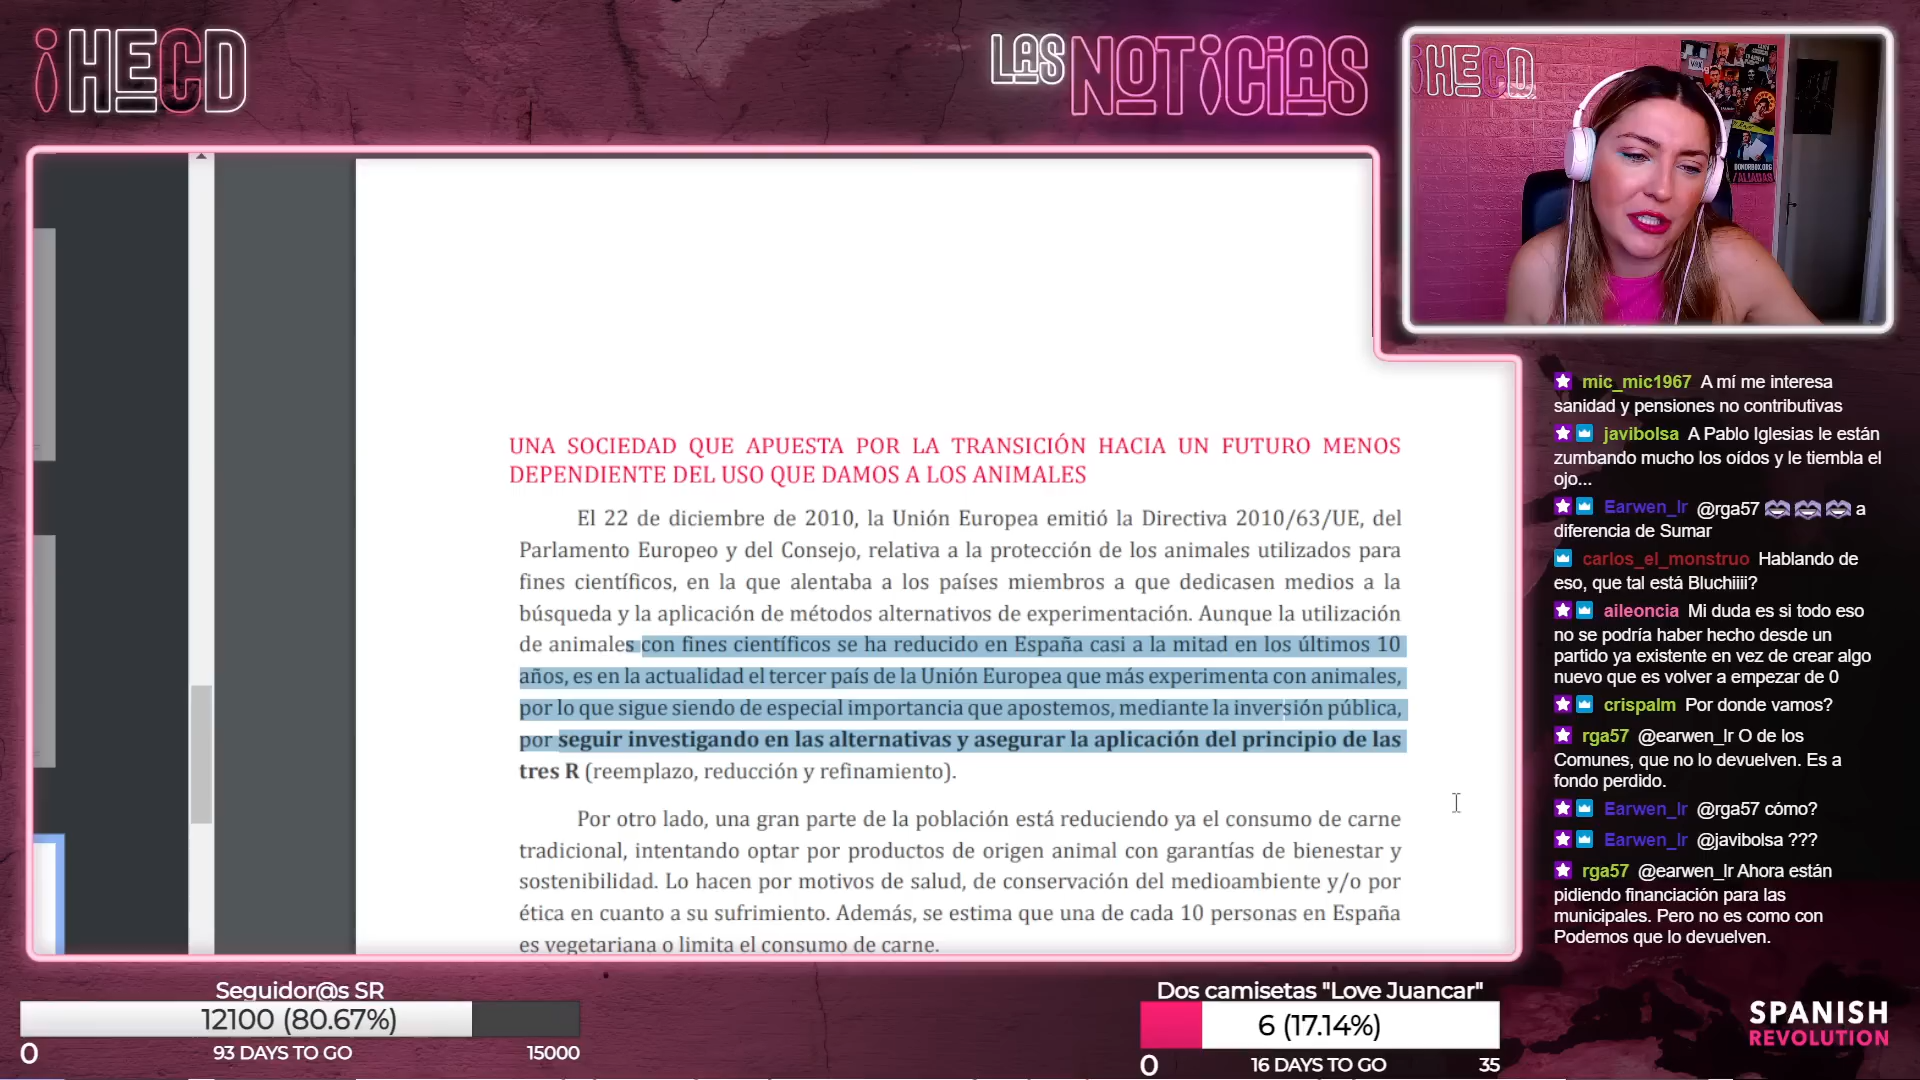 ¡HECD
LAS NOTICIAS
¡HECD
UNA SOCIEDAD QUE APUESTA POR LA TRANSICIÓN HACIA UN FUTURO MENOS
DEPENDIENTE DEL USO QUE DAMOS A LOS ANIMALES
El 22 de diciembre de 2010, la Unión Europea emitió la Directiva 2010/63/UE, del
Parlamento Europeo y del Consejo, relativa a la protección de los animales utilizados para
fines científicos, en la que alentaba a los países miembros a que dedicasen medios a la
búsqueda y la aplicación de métodos alternativos de experimentación. Aunque la utilización
de animales con fines científicos se ha reducido en España casi a la mitad en los últimos 10
años, es en la actualidad el tercer país de la Unión Europea que más experimenta con animales,
por lo que sigue siendo de especial importancia que apostemos, mediante la inversión pública,
por seguir investigando en las alternativas y asegurar la aplicación del principio de las
tres R (reemplazo, reducción y refinamiento).
Por otro lado, una gran parte de la población está reduciendo ya el consumo de carne
tradicional, intentando optar por productos de origen animal con garantías de bienestar y
sostenibilidad. Lo hacen por motivos de salud, de conservación del medioambiente y/o por
ética en cuanto a su sufrimiento. Además, se estima que una de cada 10 personas en España
es vegetariana o limita el consumo de carne.
DONORBOX.ORG
/ALIADAS
mic_mic1967 A mí me interesa
sanidad y pensiones no contributivas
javibolsa A Pablo Iglesias le están
zumbando mucho los oídos y le tiembla el
ojo...
Earwen_Ir @rga57 a
diferencia de Sumar
carlos_el_monstruo Hablando de
eso, que tal está Bluchiiii?
aileoncia Mi duda es si todo eso
no se podría haber hecho desde un
partido ya existente en vez de crear algo
nuevo que es volver a empezar de 0
crispalm Por donde vamos?
rga57 @earwen_lr O de los
Comunes, que no lo devuelven. Es a
fondo perdido.
Earwen_Ir @rga57 cómo?
Earwen_Ir @javibolsa ???
rga57 @earwen_lr Ahora están
pidiendo financiación para las
municipales. Pero no es como con
Podemos que lo devuelven.
Seguidor@s SR
12100 (80.67%)
0 93 DAYS TO GO 15000
Dos camisetas "Love Juancar"
6 (17.14%)
0 16 DAYS TO GO 35
SPANISH
REVOLUTION